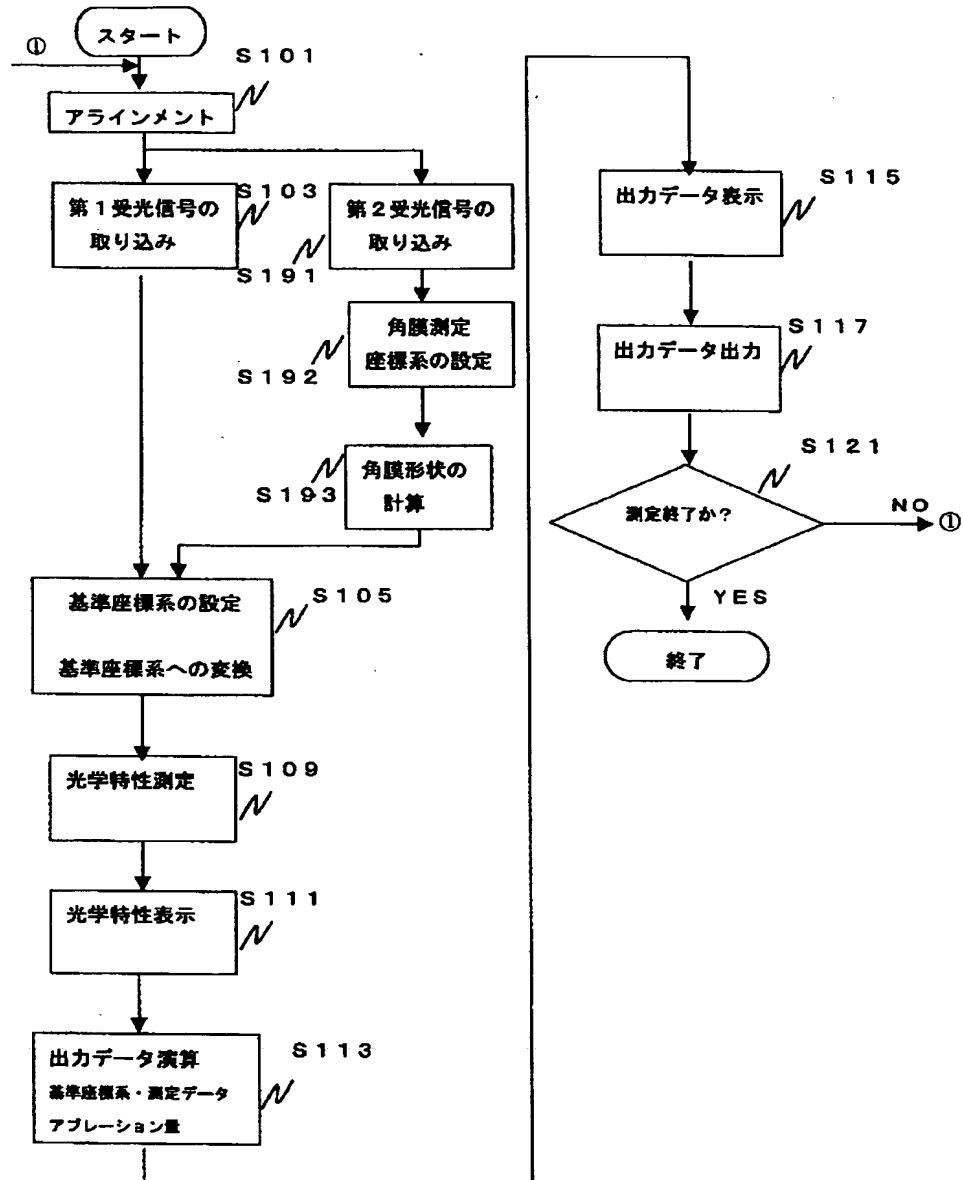 スタート
①
S101
アラインメント
S103
第1受光信号の
取り込み
第2受光信号の
取り込み
S191
角膜測定
座標系の設定
S192
角膜形状の
計算
S193
基準座標系の設定
基準座標系への変換
S105
光学特性測定
S109
光学特性表示
S111
出力データ演算
基準座標系・測定データ
アブレーション量
S113
出力データ表示
S115
出力データ出力
S117
測定終了か？
S121
NO
①
YES
終了